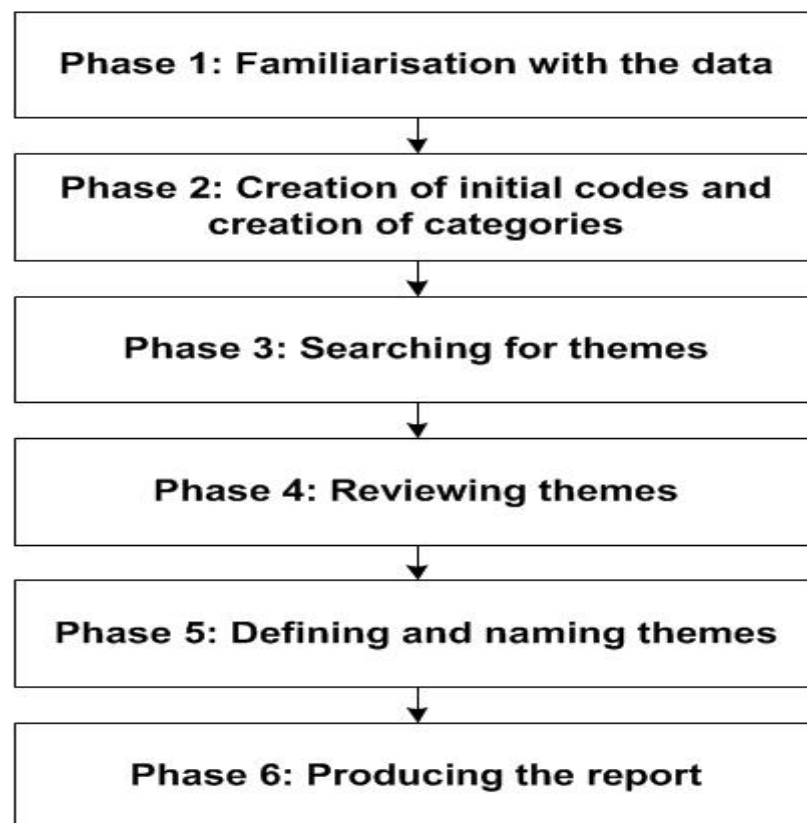 Phase 1: Familiarisation with the data
Phase 2: Creation of initial codes and
creation of categories
Phase 3: Searching for themes
Phase 4: Reviewing themes
Phase 5: Defining and naming themes
Phase 6: Producing the report